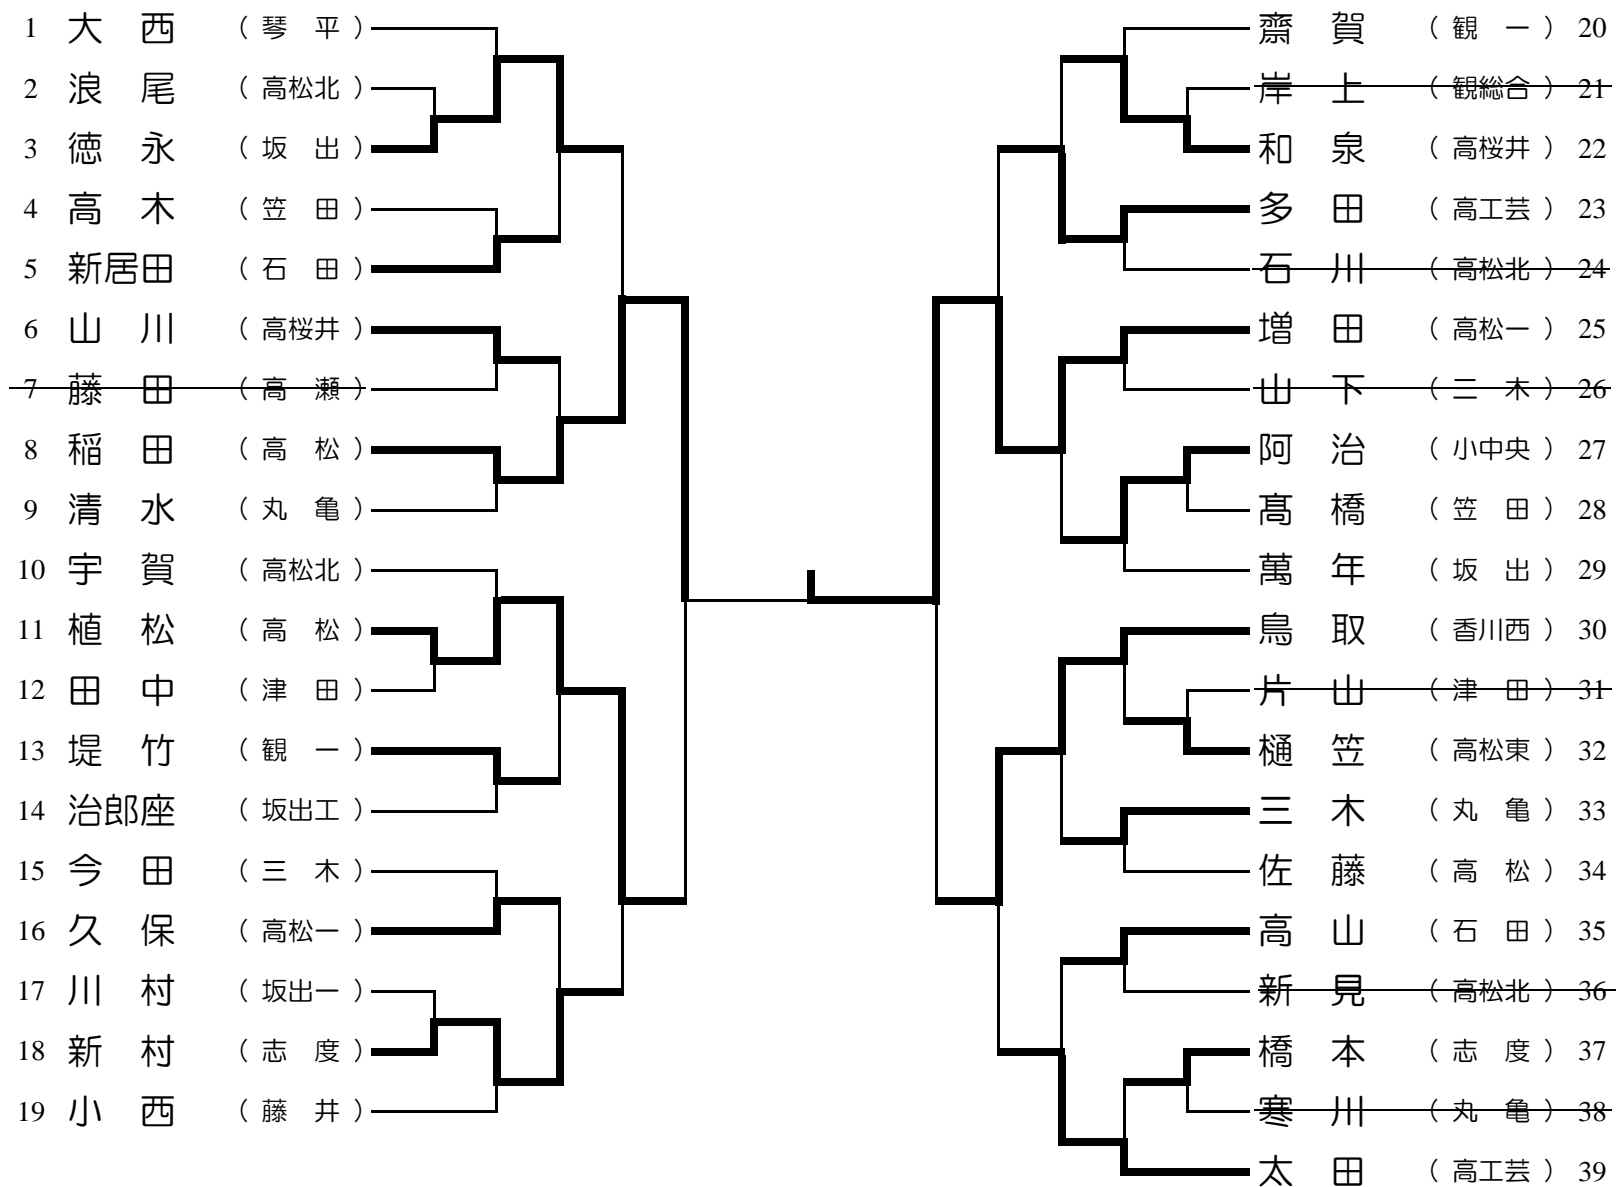 1 大 西 （ 琴 平 ）
2 浪 尾 （ 高松北 ）
3 徳 永 （ 坂 出 ）
4 高 木 （ 笠 田 ）
5 新居田 （ 石 田 ）
6 山 川 （ 高桜井 ）
7 藤 田 （ 高 瀬 ）
8 稲 田 （ 高 松 ）
9 清 水 （ 丸 亀 ）
10 宇 賀 （ 高松北 ）
11 植 松 （ 高 松 ）
12 田 中 （ 津 田 ）
13 堤 竹 （ 観 一 ）
14 治郎座 （ 坂出工 ）
15 今 田 （ 三 木 ）
16 久 保 （ 高松一 ）
17 川 村 （ 坂出一 ）
18 新 村 （ 志 度 ）
19 小 西 （ 藤 井 ）
齋 賀 （ 観 一 ） 20
岸 上 （ 観総合 ） 21
和 泉 （ 高桜井 ） 22
多 田 （ 高工芸 ） 23
石 川 （ 高松北 ） 24
増 田 （ 高松一 ） 25
山 下 （ 三 木 ） 26
阿 治 （ 小中央 ） 27
髙 橋 （ 笠 田 ） 28
萬 年 （ 坂 出 ） 29
鳥 取 （ 香川西 ） 30
片 山 （ 津 田 ） 31
樋 笠 （ 高松東 ） 32
三 木 （ 丸 亀 ） 33
佐 藤 （ 高 松 ） 34
高 山 （ 石 田 ） 35
新 見 （ 高松北 ） 36
橋 本 （ 志 度 ） 37
寒 川 （ 丸 亀 ） 38
太 田 （ 高工芸 ） 39